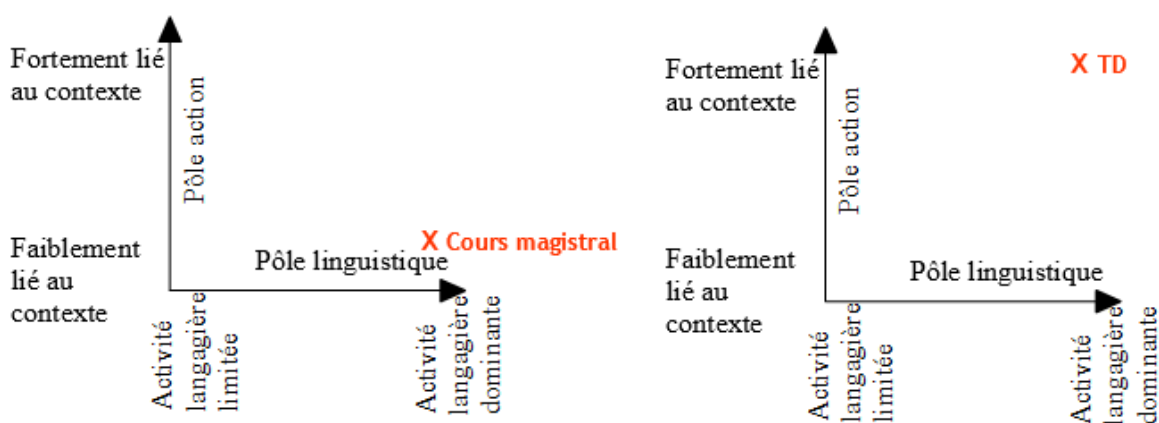 Fortement lié
au contexte
Pôle action
Faiblement
lié au
contexte
X Cours magistral
Pôle linguistique
Activité
langagière
limitée
Activité
langagière
dominante
Fortement lié
au contexte
Pôle action
X TD
Faiblement
lié au
contexte
Pôle linguistique
Activité
langagière
limitée
Activité
langagière
dominante